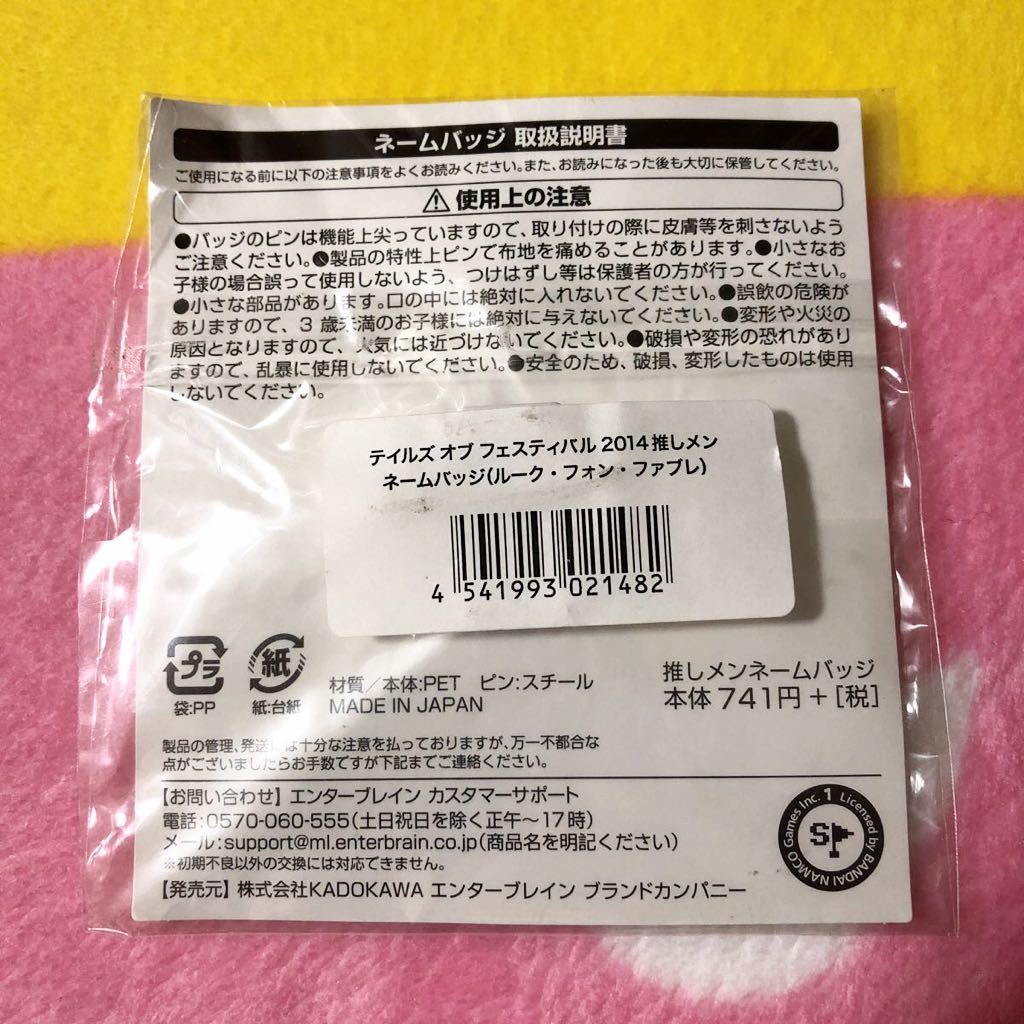 ネームバッジ 取扱説明書
ご使用になる前に以下の注意事項をよくお読みください。また、お読みになった後も大切に保管してください。
⚠使用上の注意
●バッジのピンは機能上尖っていますので、取り付けの際に皮膚等を刺さないよう
ご注意ください。●製品の特性上ピンで布地を痛めることがあります。●小さなお
子様の場合誤って使用しないよう、つけはずし等は保護者の方が行ってください。
●小さな部品があります。口の中には絶対に入れないでください。●誤飲の危険が
ありますので、3 歳未満のお子様には絶対に与えないでください。●変形や火災の
原因となりますので、火気には近づけないでください。●破損や変形の恐れがあり
ますので、乱暴に使用しないでください。●安全のため、破損、変形したものは使用
しないでください。
テイルズ オブ フェスティバル 2014 推しメン
ネームバッジ(ルーク・フォン・ファブレ)
4 541993 021482
プラ
袋:PP
紙
紙:台紙
材質/本体:PET ピン:スチール
MADE IN JAPAN
推しメンネームバッジ
本体 741円+[税]
製品の管理、発送には十分な注意を払っておりますが、万一不都合な
点がございましたらお手数ですが下記までご連絡ください。
【お問い合わせ】エンターブレイン カスタマーサポート
電話:0570-060-555(土日祝日を除く正午~17時)
メール:support@ml.enterbrain.co.jp(商品名を明記ください)
※初期不良以外の交換には対応できません。
【発売元】株式会社KADOKAWA エンターブレイン ブランドカンパニー
1 Licensed by BANDAI NAMCO Games Inc.
SP